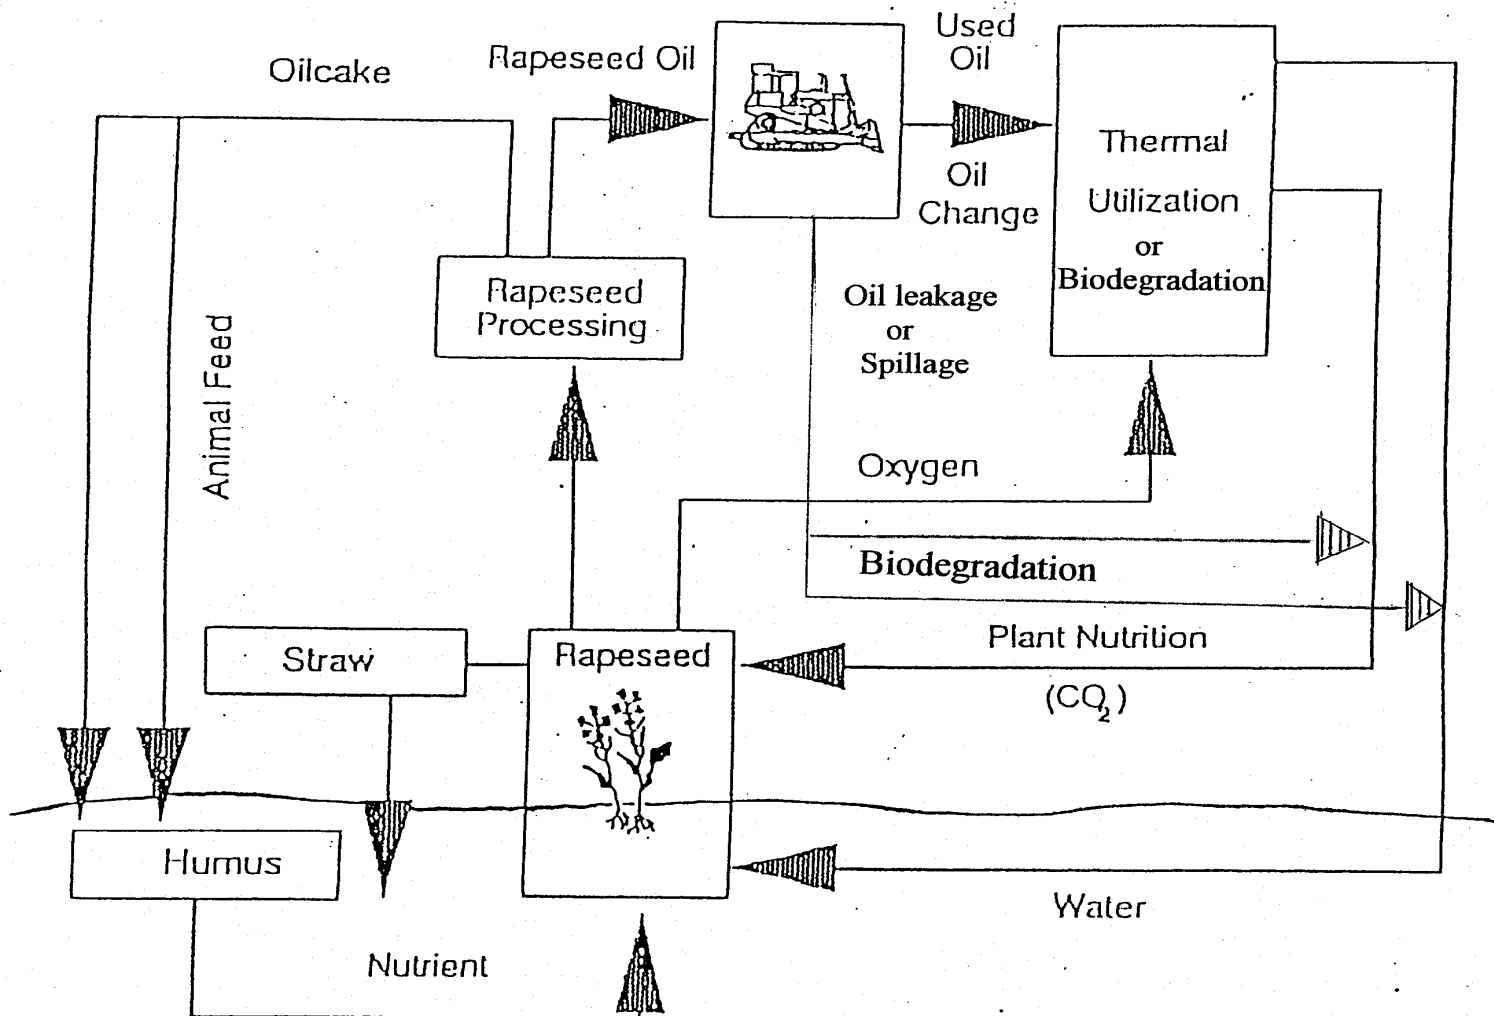 Oilcake
Rapeseed Oil
Used
Oil
Oil
Change
Thermal
Utilization
or
Biodegradation
Rapeseed
Processing
Oil leakage
or
Spillage
Animal Feed
Oxygen
Biodegradation
Plant Nutrition
(CO₂)
Straw
Rapeseed
Humus
Water
Nutrient